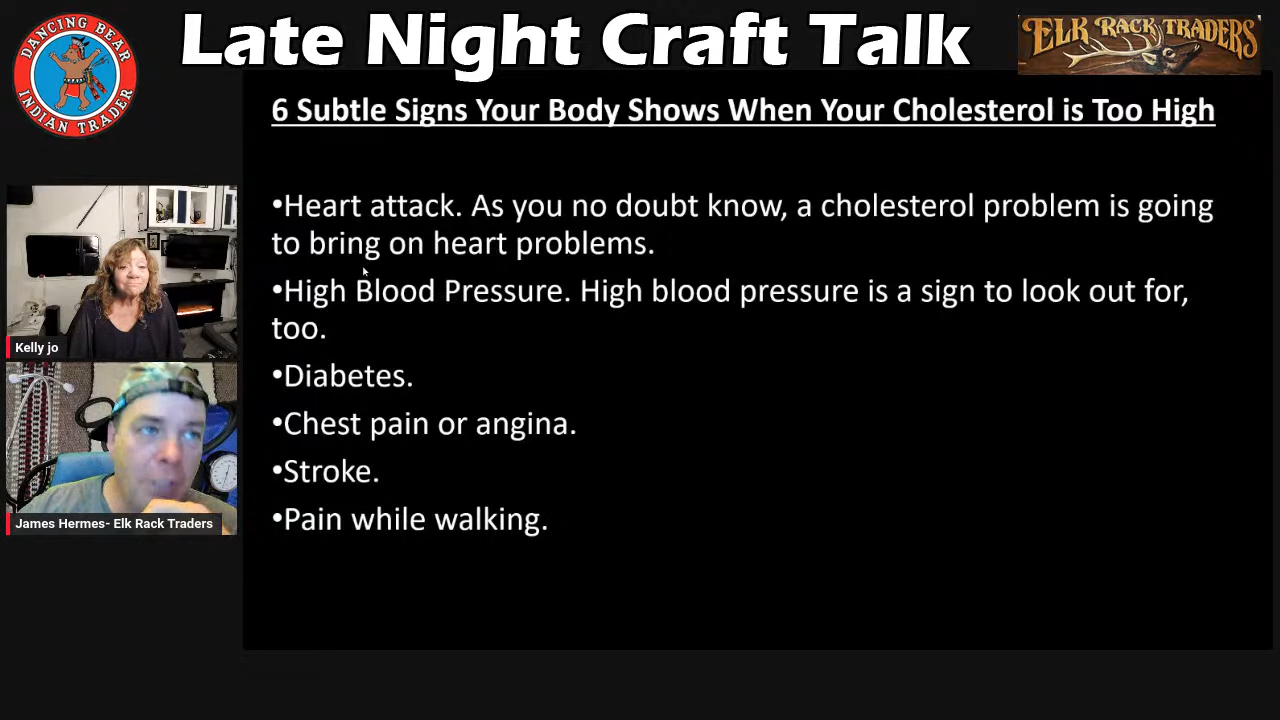 DANCING BEAR
INDIAN TRADER
Late Night Craft Talk
ELK RACK TRADERS
6 Subtle Signs Your Body Shows When Your Cholesterol is Too High
•Heart attack. As you no doubt know, a cholesterol problem is going
to bring on heart problems.
•High Blood Pressure. High blood pressure is a sign to look out for,
too.
•Diabetes.
•Chest pain or angina.
•Stroke.
•Pain while walking.
Kelly jo
James Hermes- Elk Rack Traders